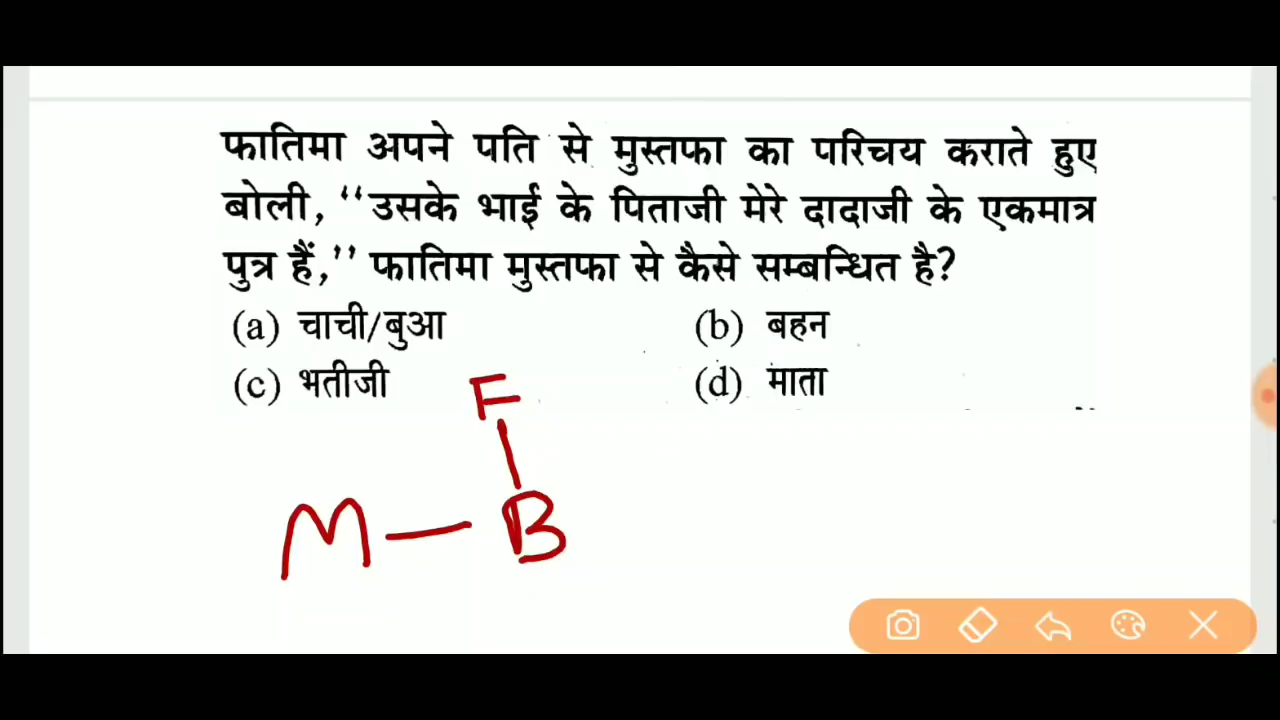 फातिमा अपने पति से मुस्तफा का परिचय कराते हुए
बोली, ‘‘उसके भाई के पिताजी मेरे दादाजी के एकमात्र
पुत्र हैं,’’ फातिमा मुस्तफा से कैसे सम्बन्धित है?
(a) चाची/बुआ (b) बहन
(c) भतीजी (d) माता
F
M — B